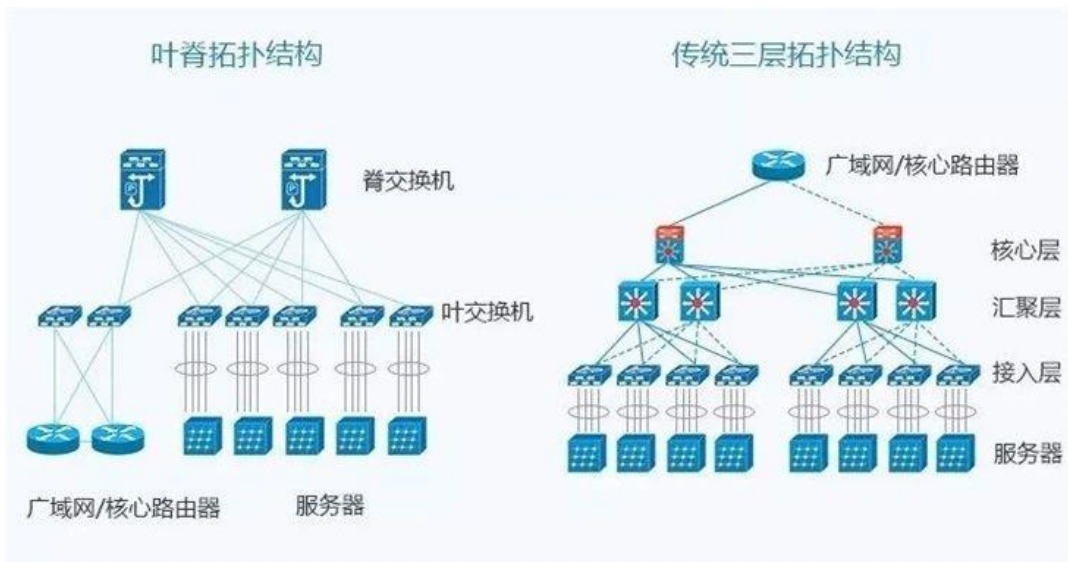 叶脊拓扑结构
脊交换机
叶交换机
广域网/核心路由器
服务器
传统三层拓扑结构
广域网/核心路由器
核心层
汇聚层
接入层
服务器